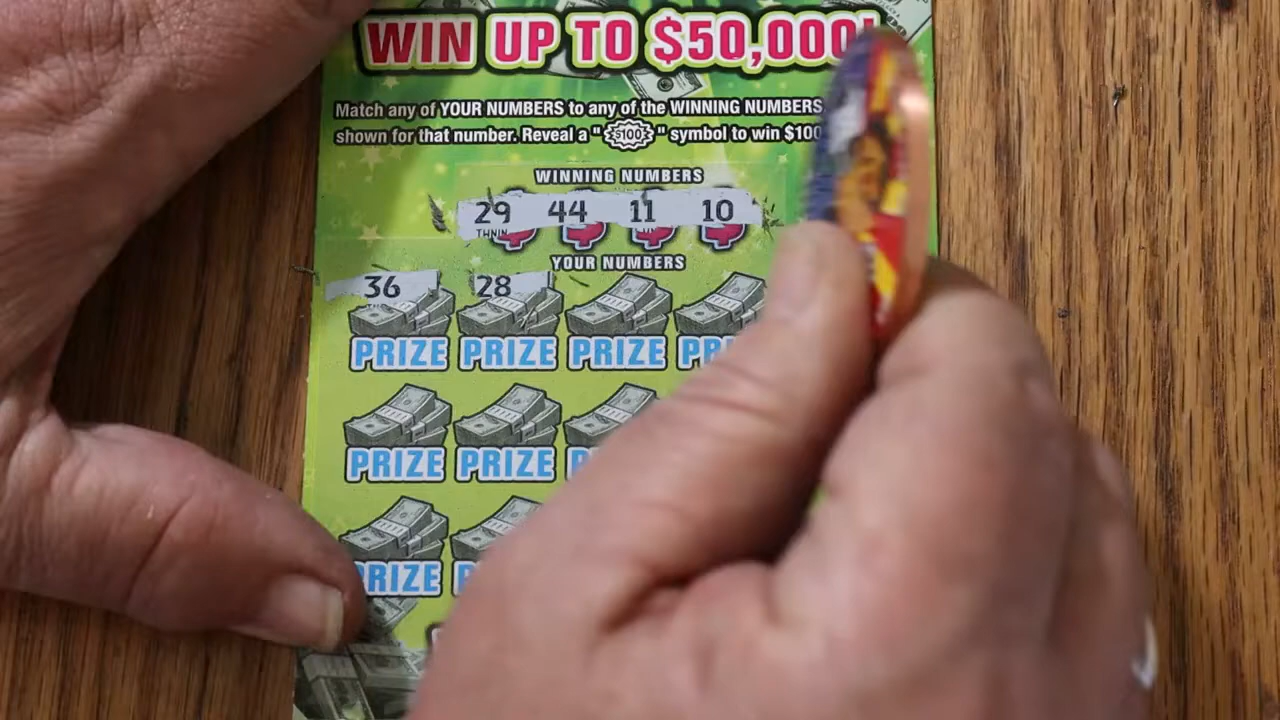 WIN UP TO $50,000!
Match any of YOUR NUMBERS to any of the WINNING NUMBERS
shown for that number. Reveal a " $100 " symbol to win $100
WINNING NUMBERS
29 44 11 10
YOUR NUMBERS
36 28
PRIZE PRIZE PRIZE
PRIZE PRIZE
PRIZE